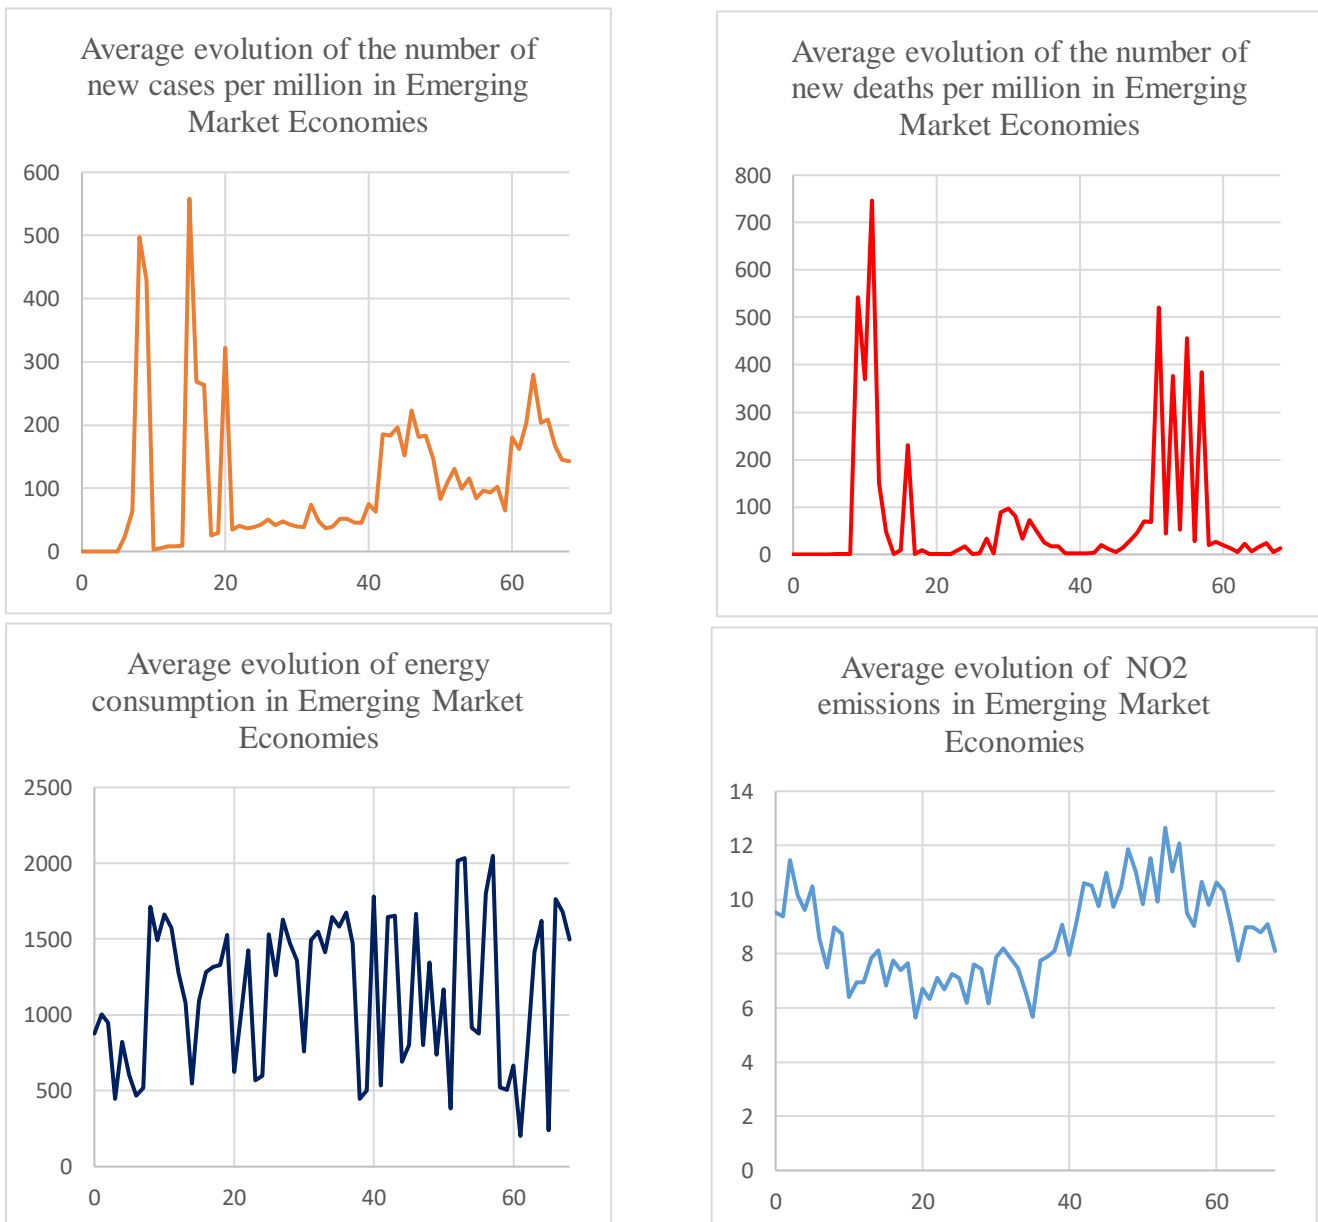 Average evolution of the number of
new cases per million in Emerging
Market Economies
600
500
400
300
200
100
0
0 20 40 60
Average evolution of the number of
new deaths per million in Emerging
Market Economies
800
700
600
500
400
300
200
100
0
0 20 40 60
Average evolution of energy
consumption in Emerging Market
Economies
2500
2000
1500
1000
500
0
0 20 40 60
Average evolution of NO2
emissions in Emerging Market
Economies
14
12
10
8
6
4
2
0
0 20 40 60